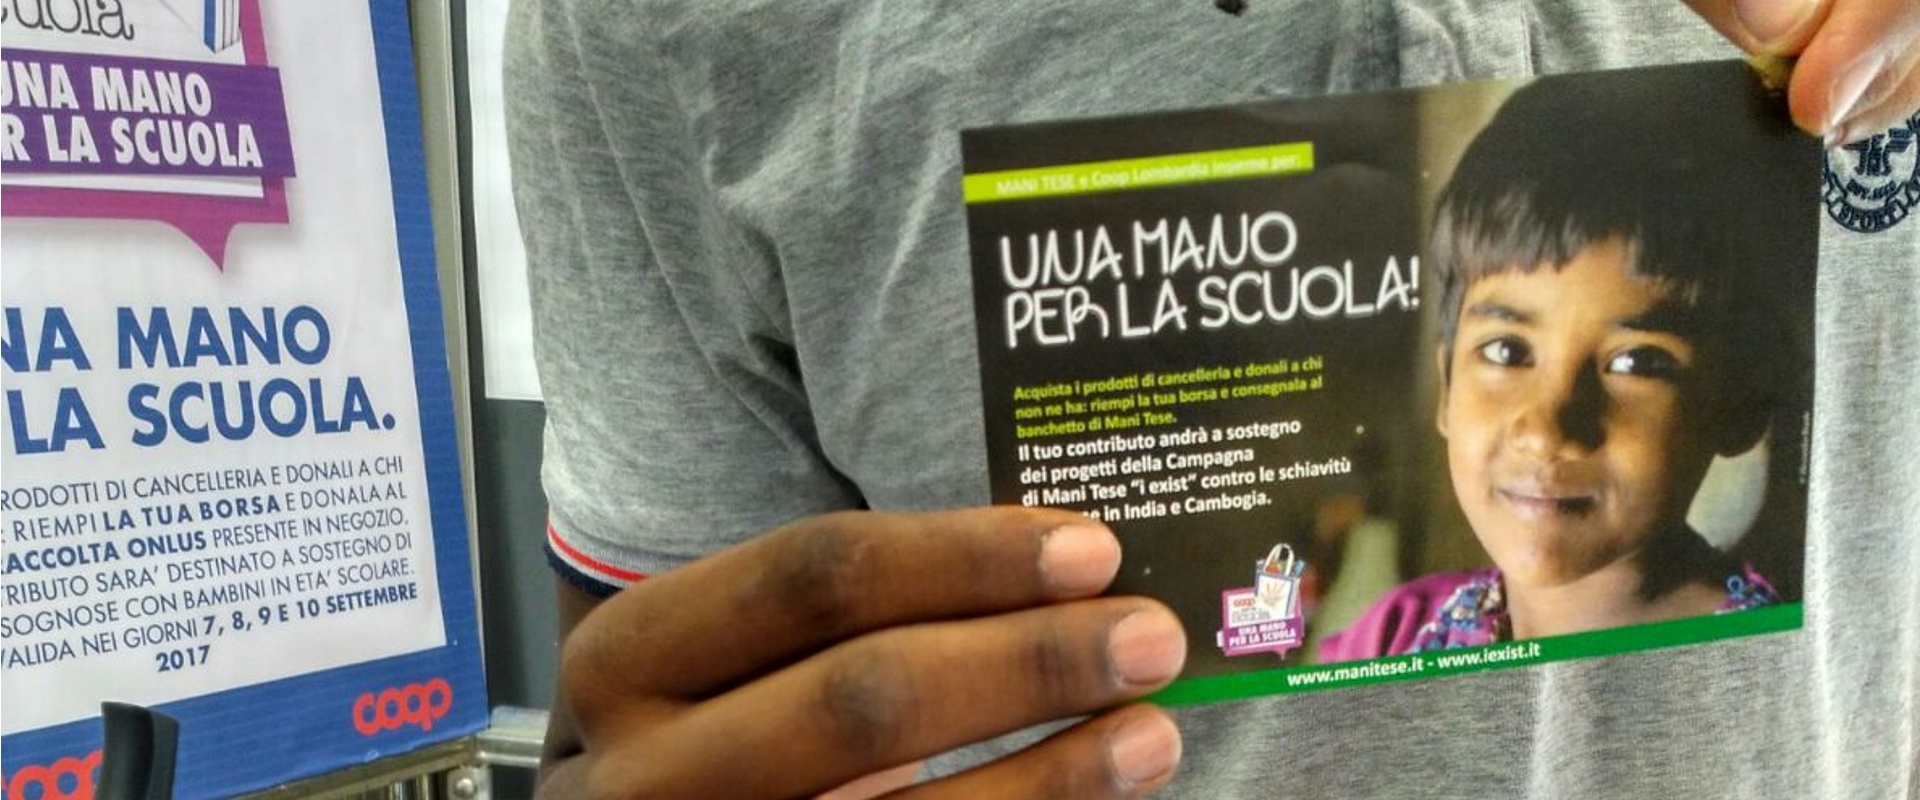 uola
UNA MANO
R LA SCUOLA
NA MANO
LA SCUOLA.
RODOTTI DI CANCELLERIA E DONALI A CHI
RIEMPI LA TUA BORSA E DONALA AL
RACCOLTA ONLUS PRESENTE IN NEGOZIO.
TRIBUTO SARA' DESTINATO A SOSTEGNO DI
SOGNOSE CON BAMBINI IN ETA' SCOLARE.
VALIDA NEI GIORNI 7, 8, 9 E 10 SETTEMBRE
2017
coop
MANI TESE e Coop Lombardia insieme per:
UNA MANO
PER LA SCUOLA!
Acquista i prodotti di cancelleria e donali a chi
non ne ha: riempi la tua borsa e consegnala al
banchetto di Mani Tese.
Il tuo contributo andrà a sostegno
dei progetti della Campagna
di Mani Tese "i exist" contro le schiavitù
in India e Cambogia.
coop
UNA MANO
PER LA SCUOLA
www.manitese.it - www.iexist.it
SPORT